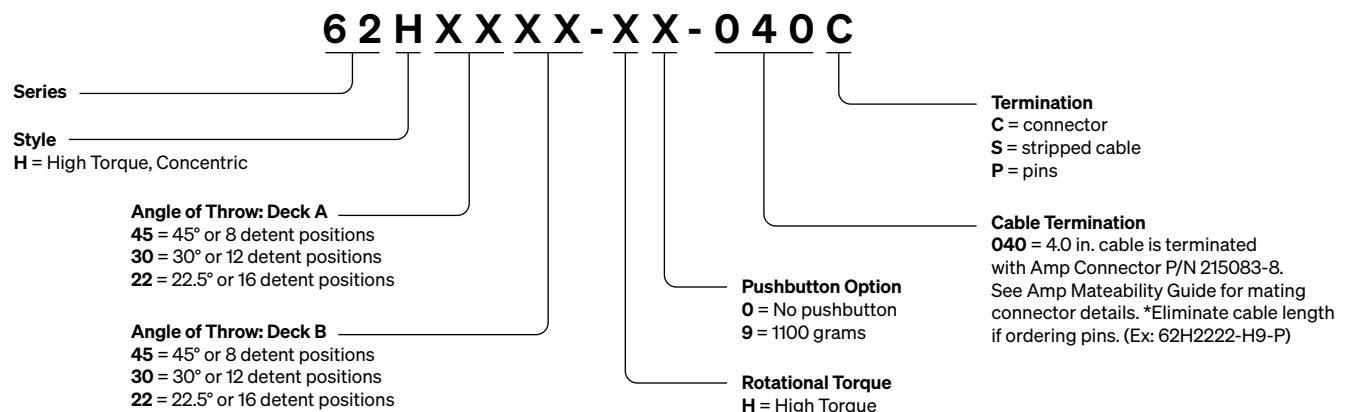 62HXXXX-XX-040C
Series
Style
H = High Torque, Concentric
Angle of Throw: Deck A
45 = 45° or 8 detent positions
30 = 30° or 12 detent positions
22 = 22.5° or 16 detent positions
Angle of Throw: Deck B
45 = 45° or 8 detent positions
30 = 30° or 12 detent positions
22 = 22.5° or 16 detent positions
Pushbutton Option
0 = No pushbutton
9 = 1100 grams
Rotational Torque
H = High Torque
Termination
C = connector
S = stripped cable
P = pins
Cable Termination
040 = 4.0 in. cable is terminated
with Amp Connector P/N 215083-8.
See Amp Mateability Guide for mating
connector details. *Eliminate cable length
if ordering pins. (Ex: 62H2222-H9-P)